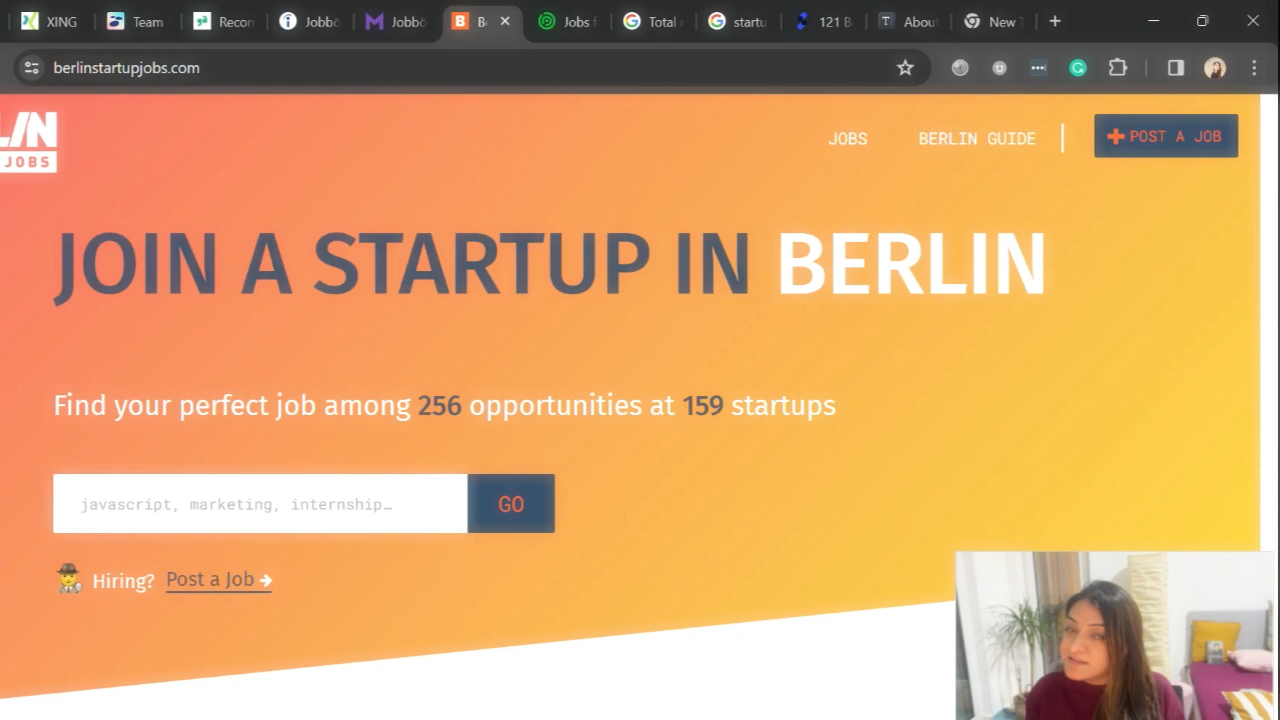 XING
Team
Recon
Jobbö
Jobbö
Be
Jobs f
Total
startu
121 B
About
New T
berlinstartupjobs.com
LIN
JOBS
JOBS
BERLIN GUIDE
POST A JOB
JOIN A STARTUP IN BERLIN
Find your perfect job among 256 opportunities at 159 startups
javascript, marketing, internship…
GO
Hiring? Post a Job